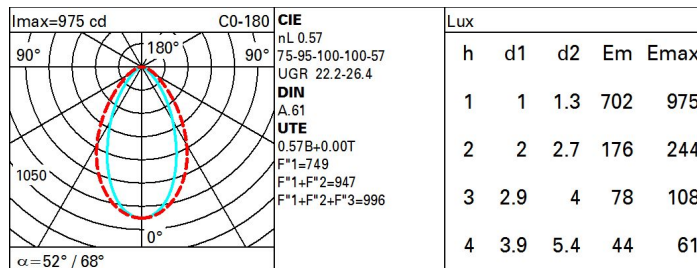 Imax=975 cd C0-180
90° 180° 90°
1050
0°
α=52° / 68°
CIE
nL 0.57
75-95-100-100-57
UGR 22.2-26.4
DIN
A.61
UTE
0.57B+0.00T
F"1=749
F"1+F"2=947
F"1+F"2+F"3=996
Lux
h d1 d2 Em Emax
1 1 1.3 702 975
2 2 2.7 176 244
3 2.9 4 78 108
4 3.9 5.4 44 61